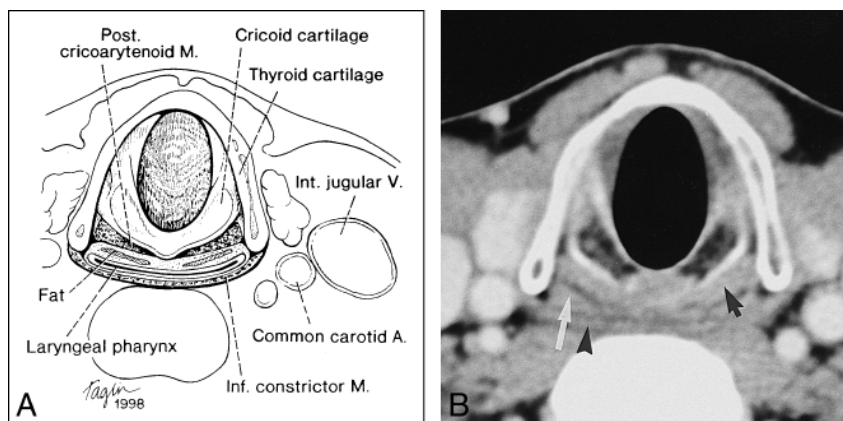 Post.
cricoarytenoid M.
Cricoid cartilage
Thyroid cartilage
Int. jugular V.
Fat
Laryngeal pharynx
Common carotid A.
Inf. constrictor M.
Tagin
1998
A
B